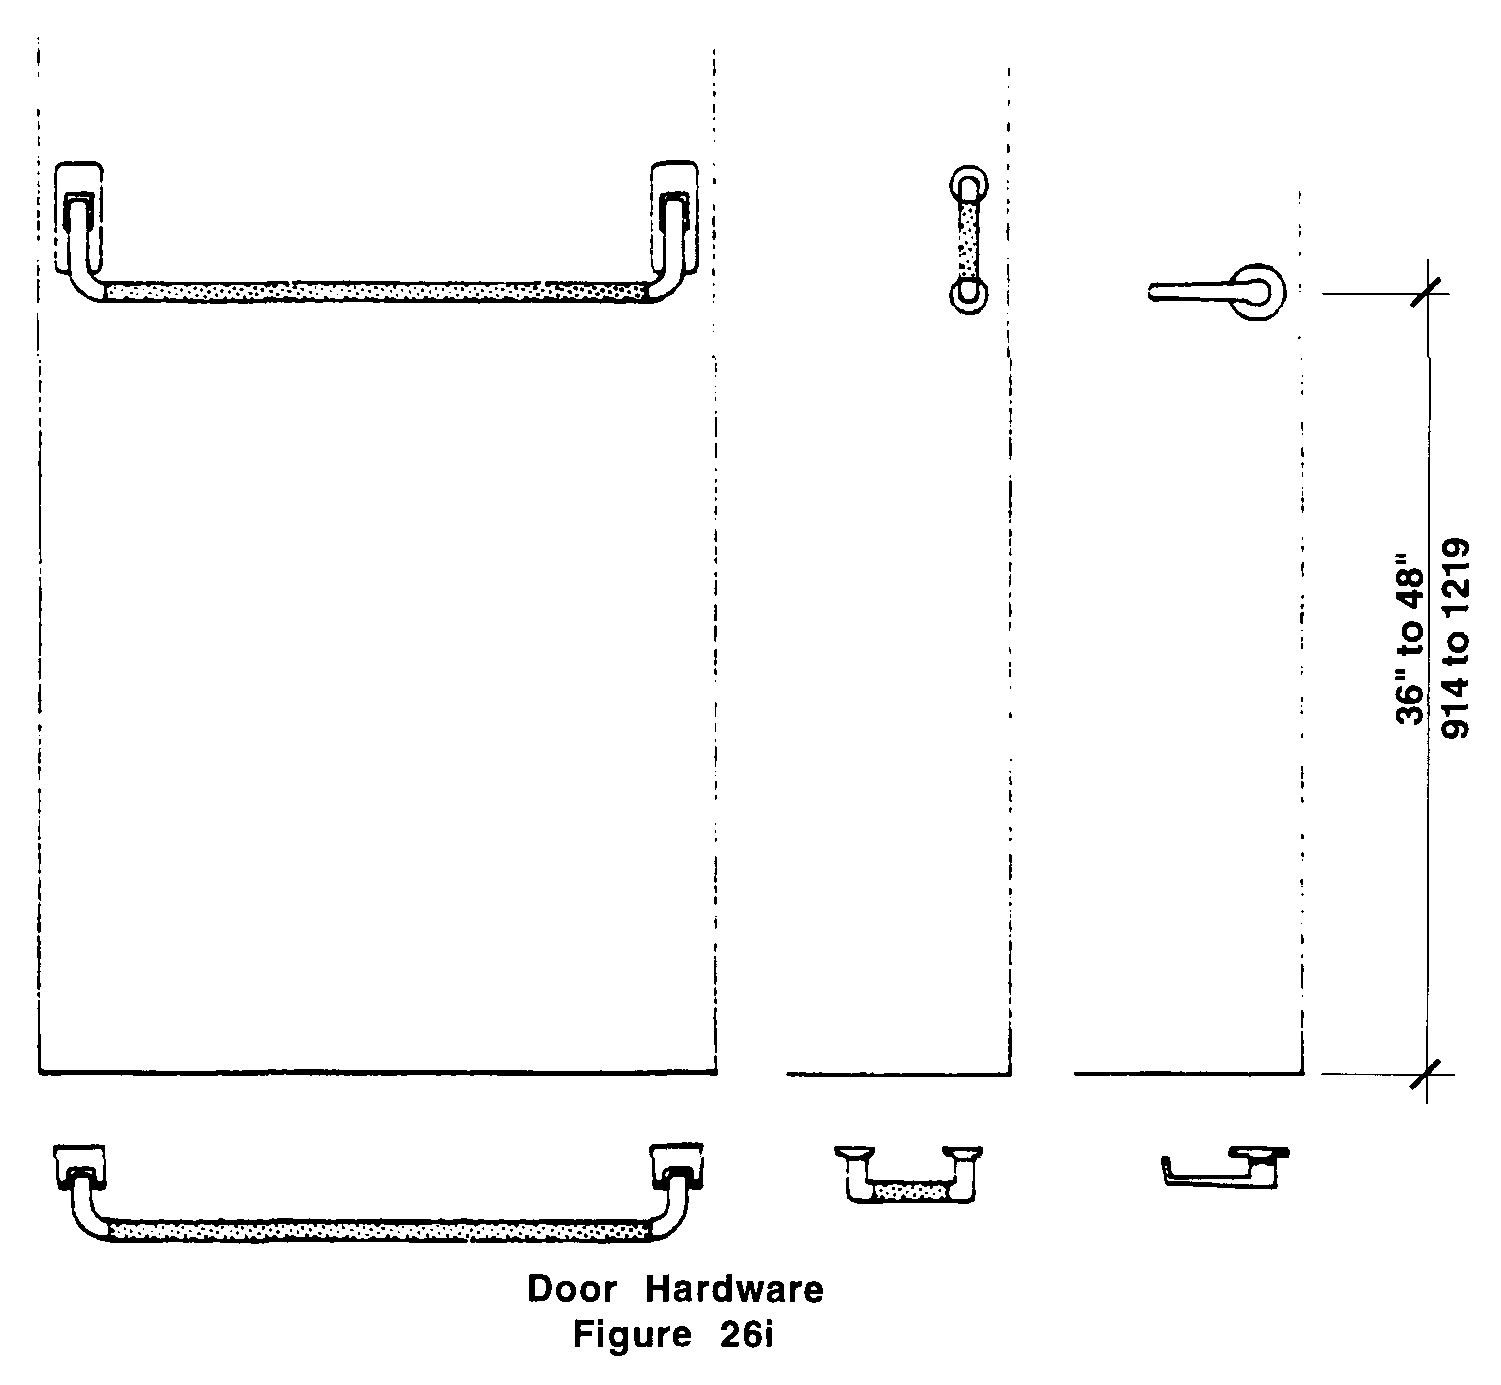 36" to 48"
914 to 1219
Door Hardware
Figure 26i